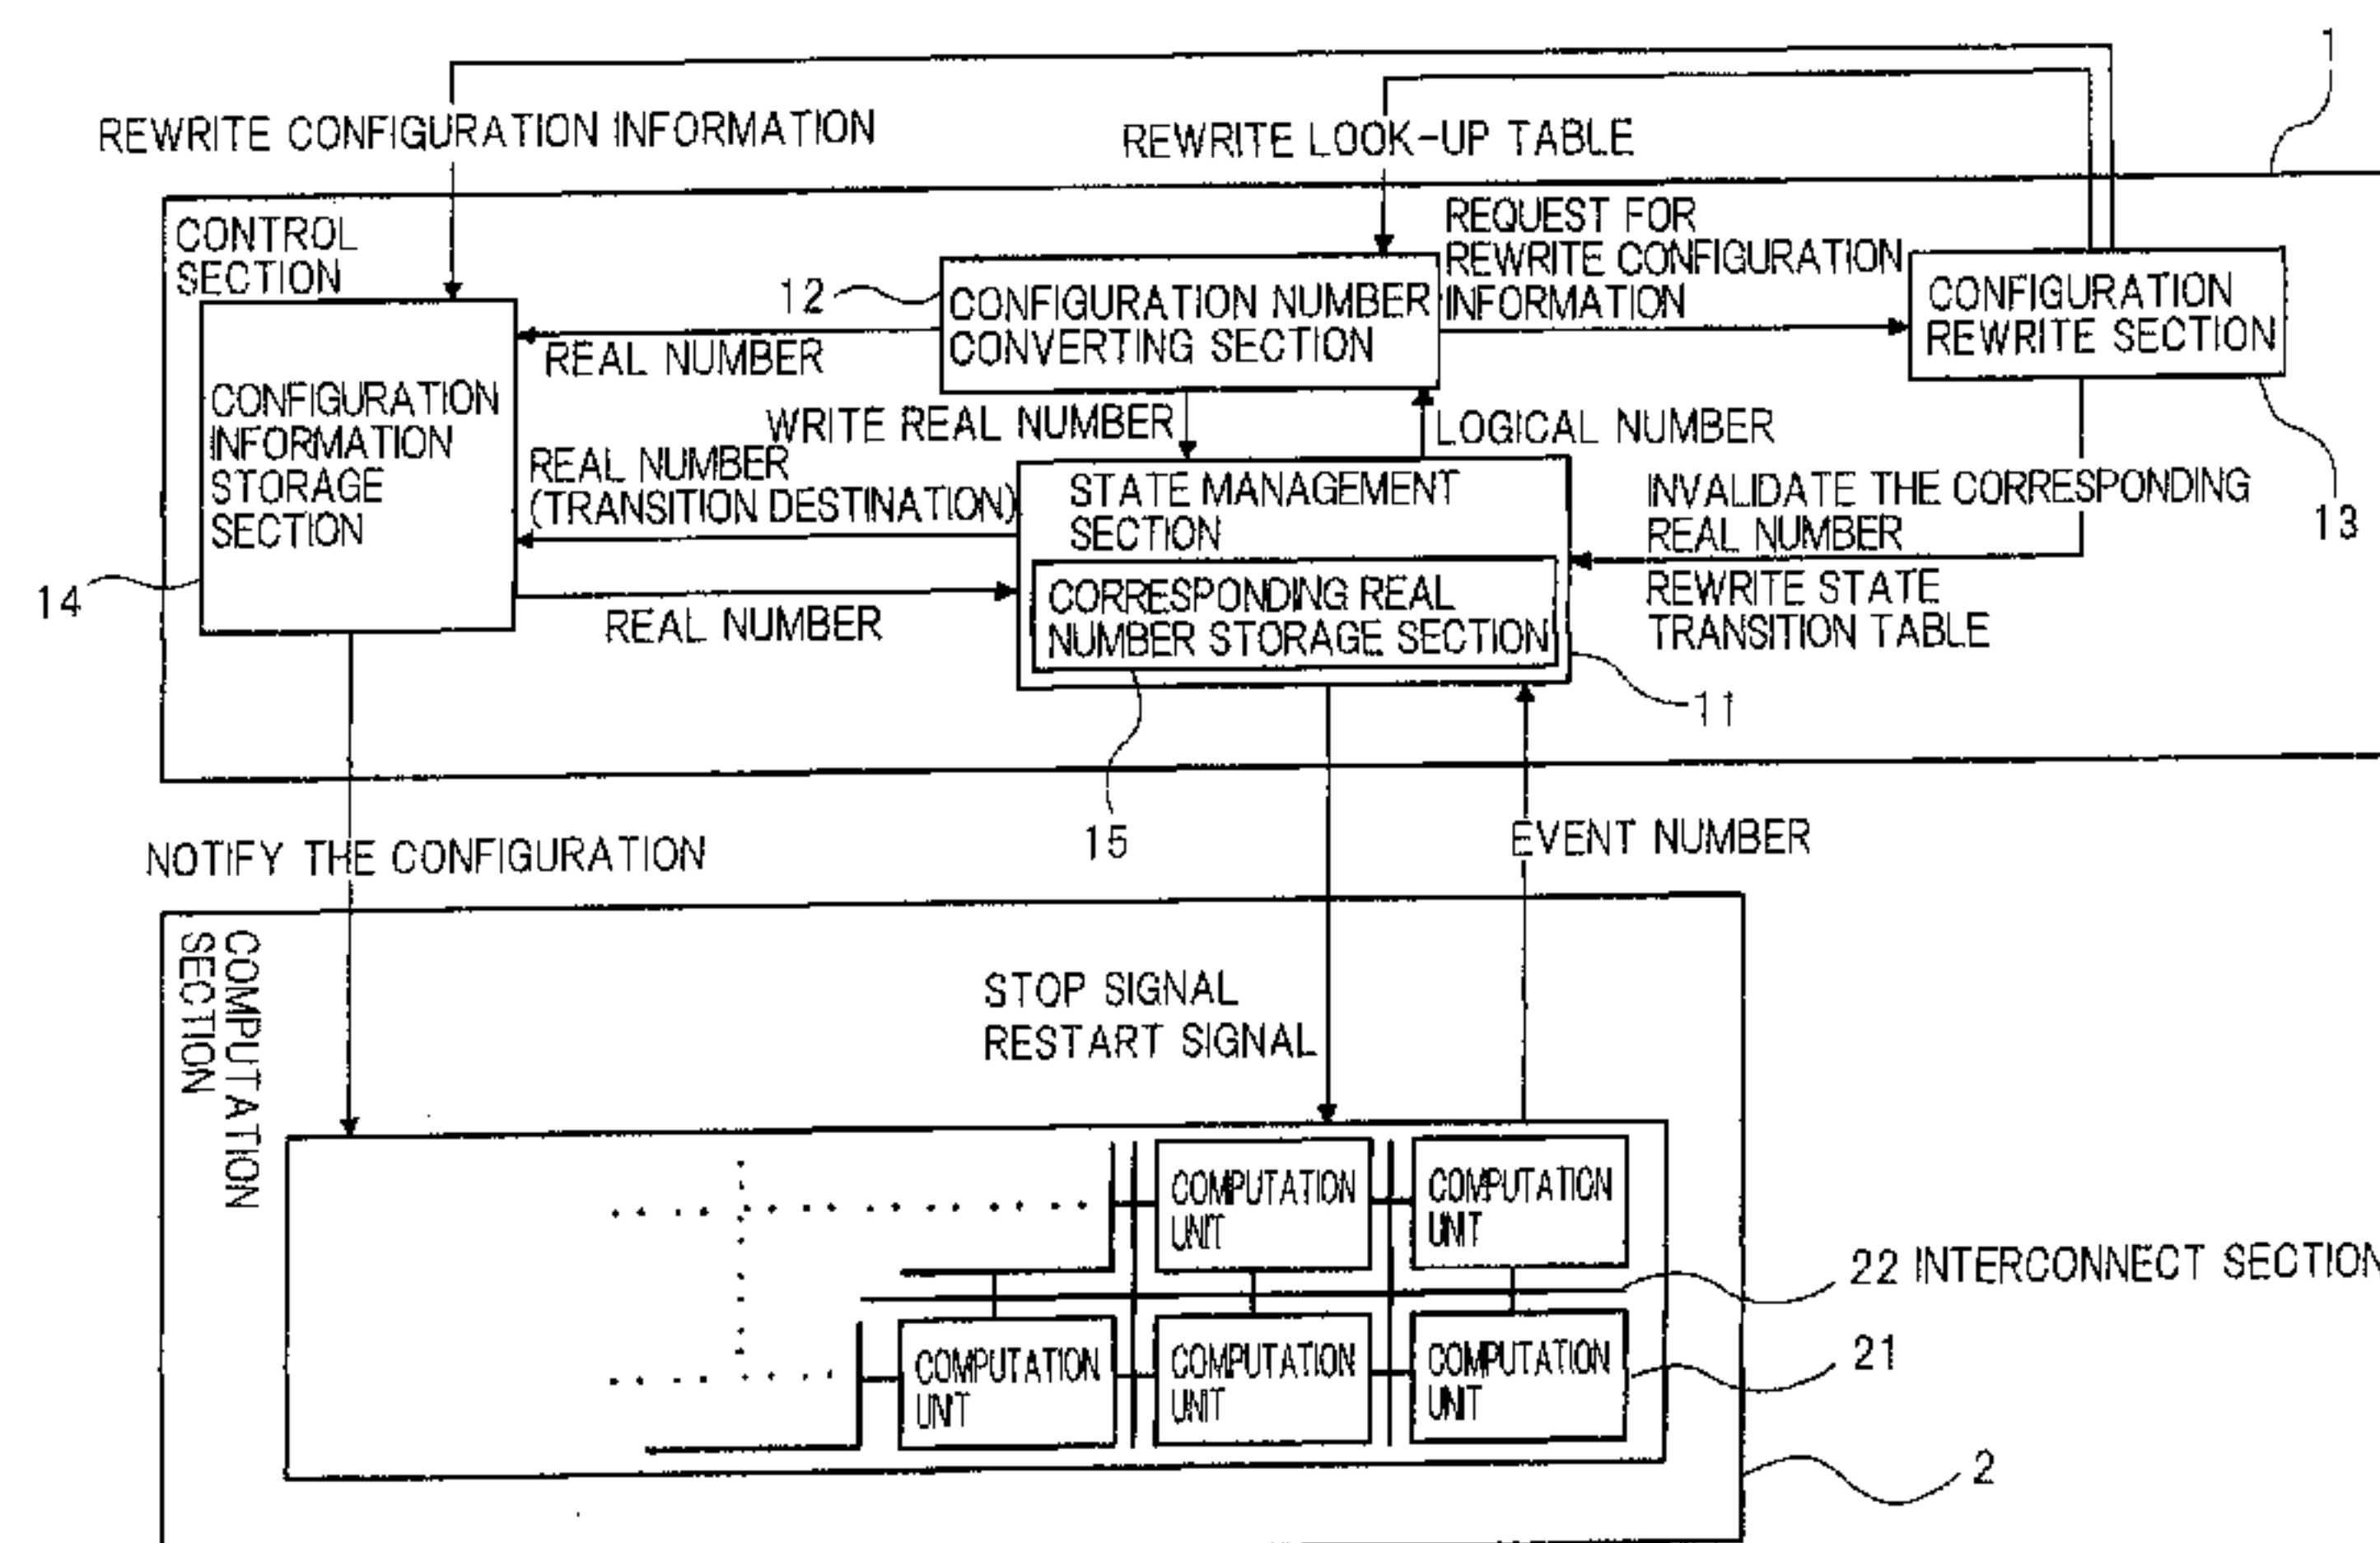 1
REWRITE CONFIGURATION INFORMATION
REWRITE LOOK-UP TABLE
CONTROL
SECTION
REQUEST FOR
REWRITE CONFIGURATION
INFORMATION
12
CONFIGURATION NUMBER
CONVERTING SECTION
CONFIGURATION
REWRITE SECTION
13
REAL NUMBER
CONFIGURATION
INFORMATION
STORAGE
SECTION
14
WRITE REAL NUMBER
LOGICAL NUMBER
REAL NUMBER
(TRANSITION DESTINATION)
STATE MANAGEMENT
SECTION
INVALIDATE THE CORRESPONDING
REAL NUMBER
REWRITE STATE
TRANSITION TABLE
CORRESPONDING REAL
NUMBER STORAGE SECTION
REAL NUMBER
11
15
NOTIFY THE CONFIGURATION
EVENT NUMBER
COMPUTATION
SECTION
STOP SIGNAL
RESTART SIGNAL
COMPUTATION
UNIT
COMPUTATION
UNIT
22 INTERCONNECT SECTION
COMPUTATION
UNIT
COMPUTATION
UNIT
COMPUTATION
UNIT
21
2